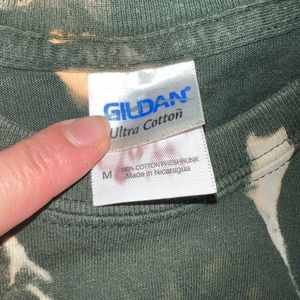 GILDAN
Ultra Cotton
M 100% COTTON PRESHRUNK
Made in Nicaragua